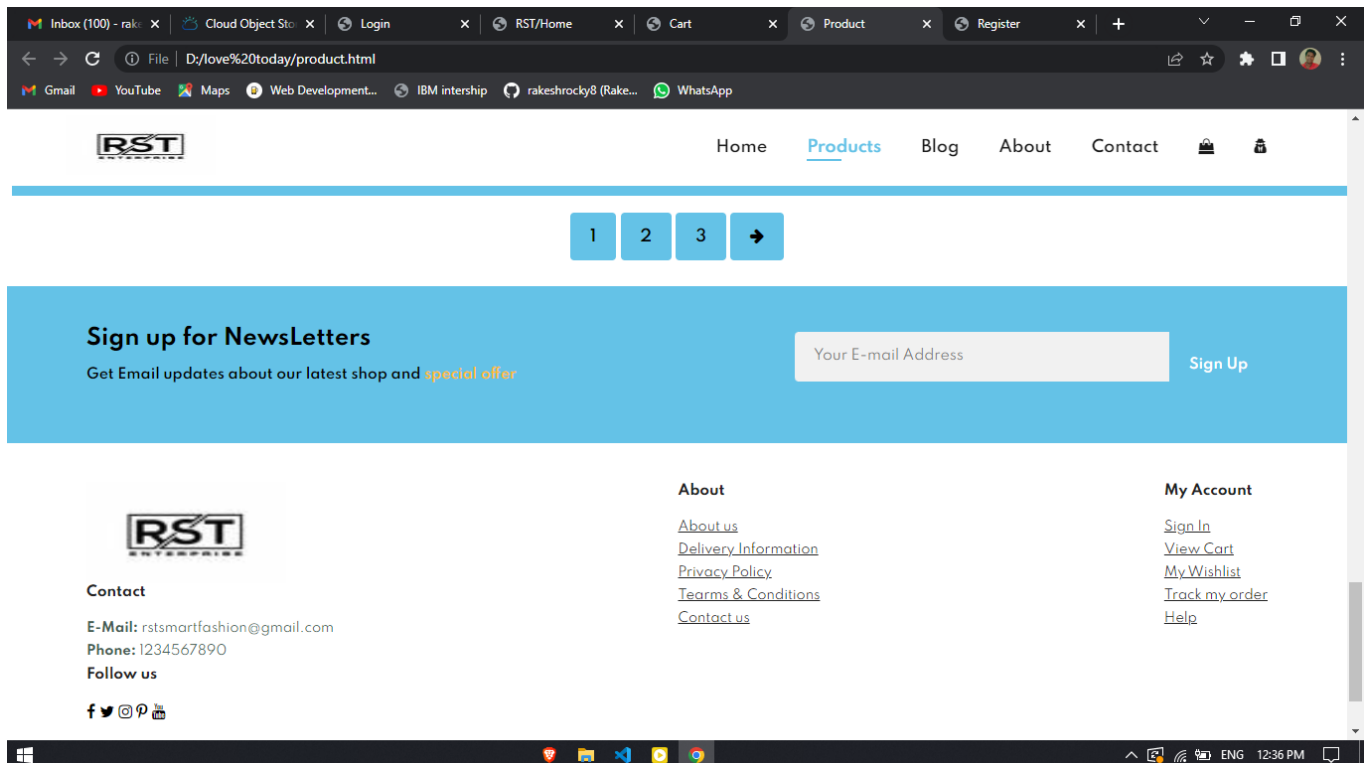 Inbox (100) - rake
Cloud Object Sto
Login
RST/Home
Cart
Product
Register
File
D:/love%20today/product.html
Gmail
YouTube
Maps
Web Development...
IBM intership
rakeshrocky8 (Rake...
WhatsApp
RST
ENTERPRISE
Home
Products
Blog
About
Contact
1
2
3
Sign up for NewsLetters
Get Email updates about our latest shop and special offer
Your E-mail Address
Sign Up
RST
ENTERPRISE
Contact
E-Mail: rstsmartfashion@gmail.com
Phone: 1234567890
Follow us
You
Tube
About
About us
Delivery Information
Privacy Policy
Tearms & Conditions
Contact us
My Account
Sign In
View Cart
My Wishlist
Track my order
Help
ENG
12:36 PM